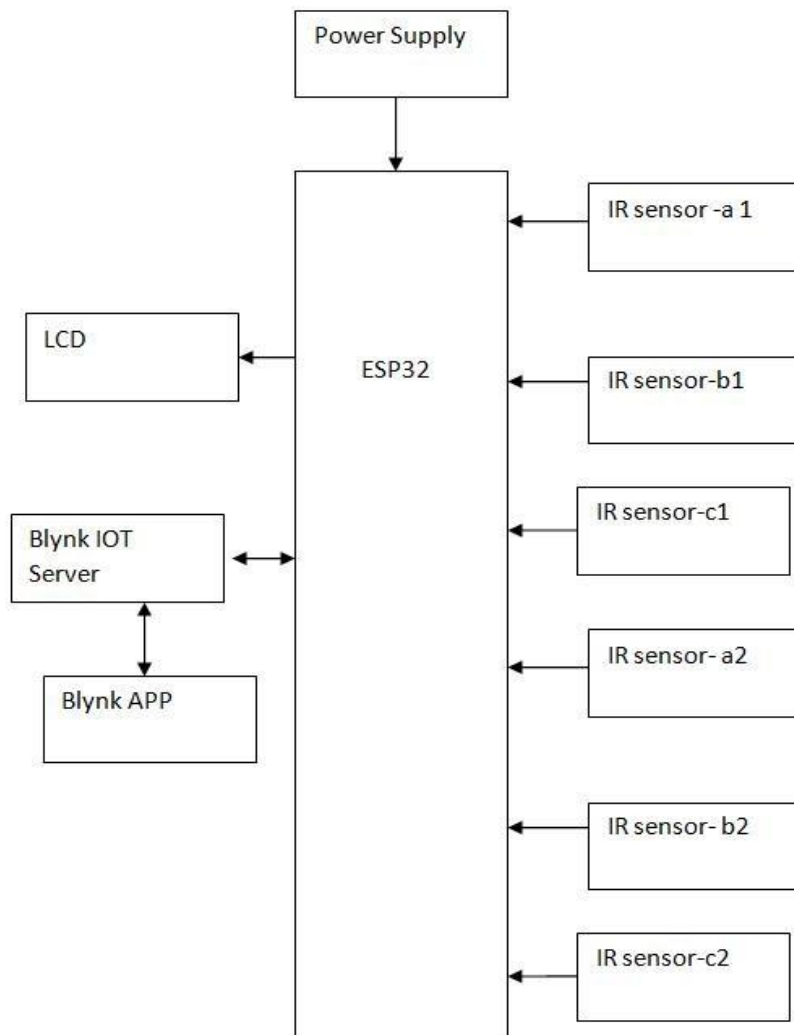 Power Supply
IR sensor -a 1
LCD
ESP32
IR sensor-b1
IR sensor-c1
Blynk IOT
Server
IR sensor- a2
Blynk APP
IR sensor- b2
IR sensor-c2